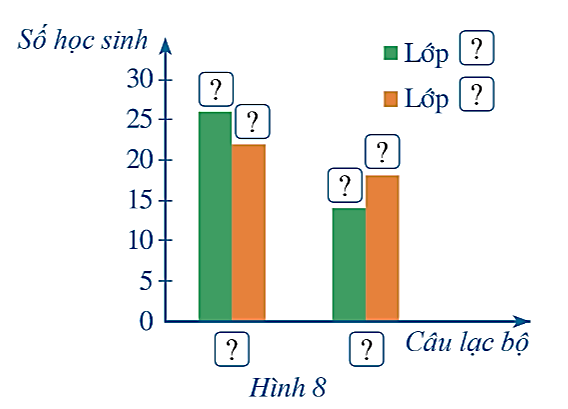 Số học sinh
Lớp ?
Lớp ?
30
25
20
15
10
5
0
?
?
?
?
?
?
Câu lạc bộ
Hình 8